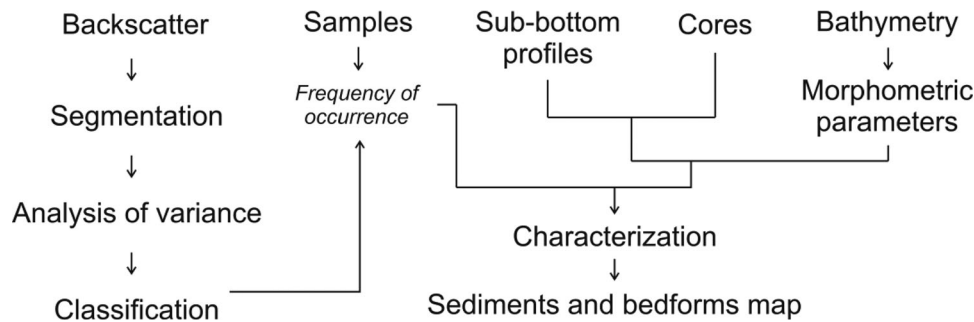 Backscatter
Samples
Sub-bottom
profiles
Cores
Bathymetry
Segmentation
Frequency of
occurrence
Morphometric
parameters
Analysis of variance
Characterization
Classification
Sediments and bedforms map